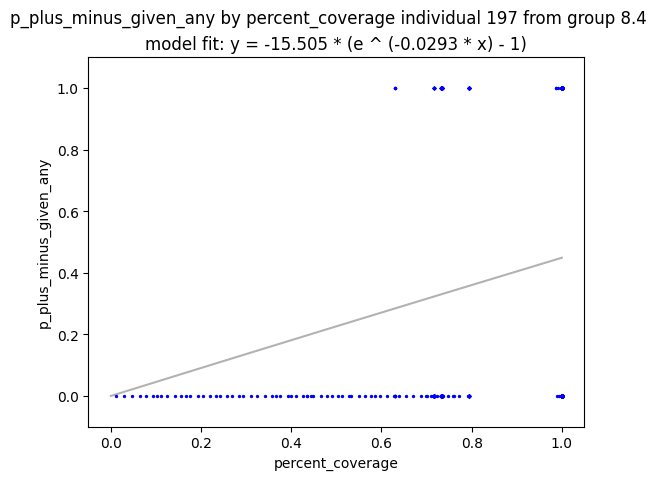 p_plus_minus_given_any by percent_coverage individual 197 from group 8.4
model fit: y = -15.505 * (e ^ (-0.0293 * x) - 1)
1.0
0.8
0.6
0.4
0.2
0.0
p_plus_minus_given_any
0.0 0.2 0.4 0.6 0.8 1.0
percent_coverage